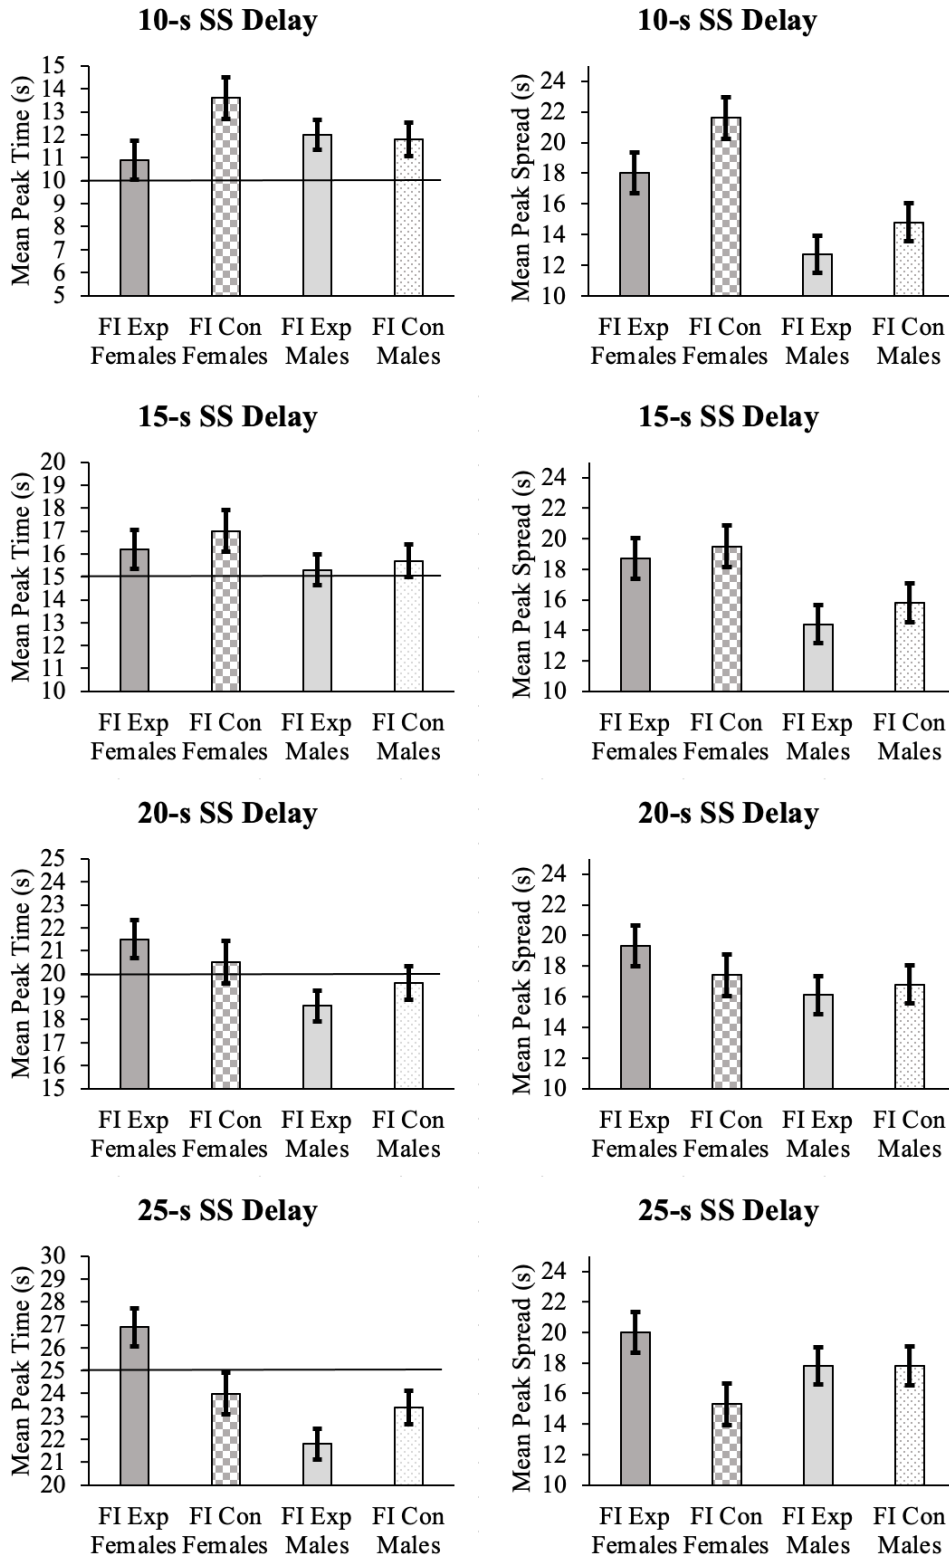 10-s SS Delay
Mean Peak Time (s)
15
14
13
12
11
10
9
8
7
6
5
FI Exp Females
FI Con Females
FI Exp Males
FI Con Males
10-s SS Delay
Mean Peak Spread (s)
24
22
20
18
16
14
12
10
FI Exp Females
FI Con Females
FI Exp Males
FI Con Males
15-s SS Delay
Mean Peak Time (s)
20
19
18
17
16
15
14
13
12
11
10
FI Exp Females
FI Con Females
FI Exp Males
FI Con Males
15-s SS Delay
Mean Peak Spread (s)
24
22
20
18
16
14
12
10
FI Exp Females
FI Con Females
FI Exp Males
FI Con Males
20-s SS Delay
Mean Peak Time (s)
25
24
23
22
21
20
19
18
17
16
15
FI Exp Females
FI Con Females
FI Exp Males
FI Con Males
20-s SS Delay
Mean Peak Spread (s)
24
22
20
18
16
14
12
10
FI Exp Females
FI Con Females
FI Exp Males
FI Con Males
25-s SS Delay
Mean Peak Time (s)
30
29
28
27
26
25
24
23
22
21
20
FI Exp Females
FI Con Females
FI Exp Males
FI Con Males
25-s SS Delay
Mean Peak Spread (s)
24
22
20
18
16
14
12
10
FI Exp Females
FI Con Females
FI Exp Males
FI Con Males